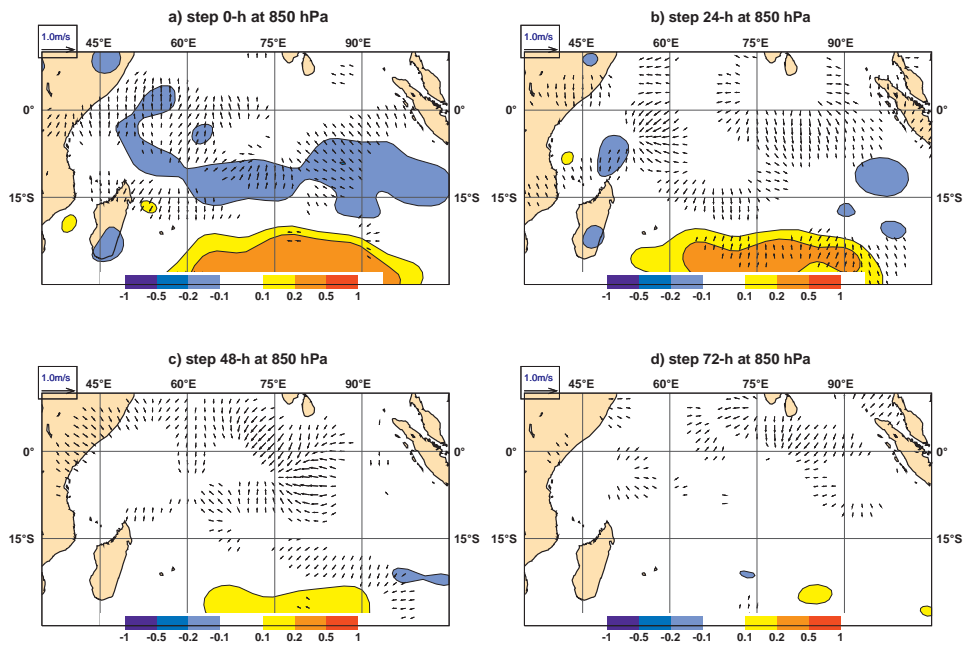 a) step 0-h at 850 hPa
1.0m/s
45°E 60°E 75°E 90°E
0° 0°
15°S 15°S
-1 -0.5 -0.2 -0.1 0.1 0.2 0.5 1
b) step 24-h at 850 hPa
1.0m/s
45°E 60°E 75°E 90°E
0° 0°
15°S 15°S
-1 -0.5 -0.2 -0.1 0.1 0.2 0.5 1
c) step 48-h at 850 hPa
1.0m/s
45°E 60°E 75°E 90°E
0° 0°
15°S 15°S
-1 -0.5 -0.2 -0.1 0.1 0.2 0.5 1
d) step 72-h at 850 hPa
1.0m/s
45°E 60°E 75°E 90°E
0° 0°
15°S 15°S
-1 -0.5 -0.2 -0.1 0.1 0.2 0.5 1